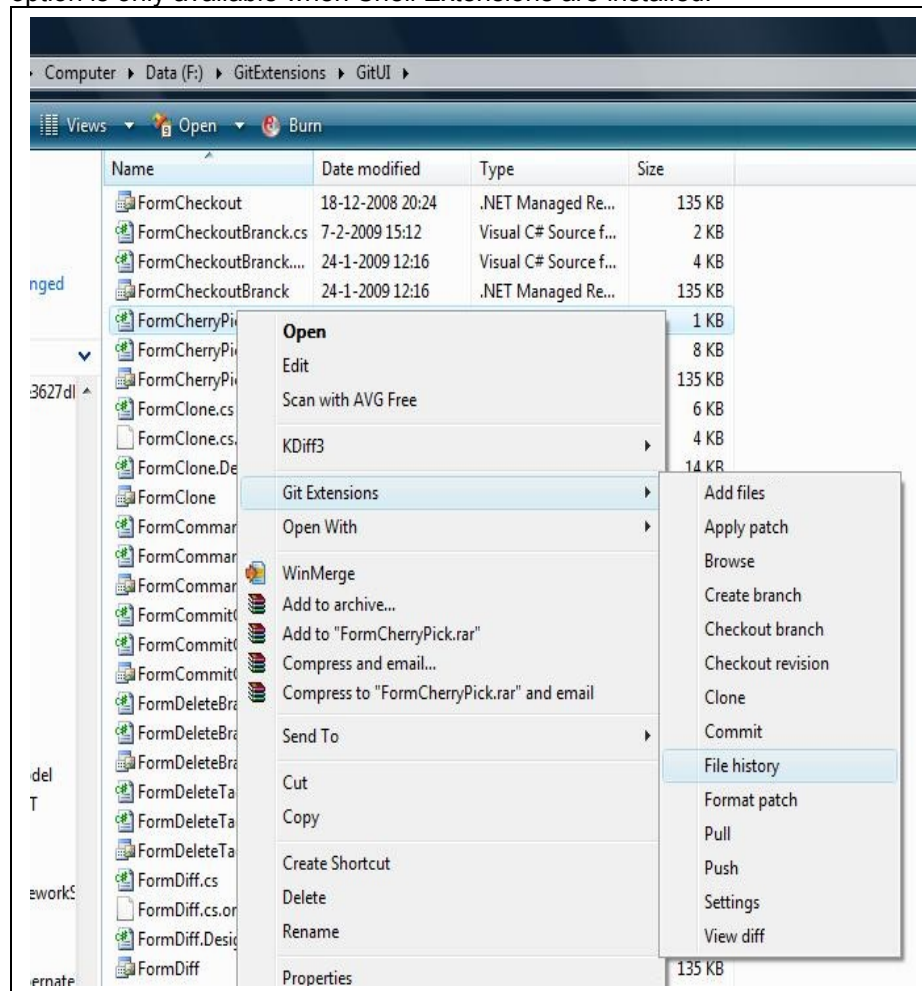 option is only available when Shell Extensions are installed.
Computer ▸ Data (F:) ▸ GitExtensions ▸ GitUI ▸
Views Open Burn
Name Date modified Type Size
FormCheckout 18-12-2008 20:24 .NET Managed Re... 135 KB
FormCheckoutBranck.cs 7-2-2009 15:12 Visual C# Source f... 2 KB
FormCheckoutBranck.... 24-1-2009 12:16 Visual C# Source f... 4 KB
nged
FormCheckoutBranck 24-1-2009 12:16 .NET Managed Re... 135 KB
FormCherryPi 1 KB
FormCherryPi 8 KB
FormCherryPi 135 KB
3627dl
FormClone.cs 6 KB
FormClone.cs. 4 KB
FormClone.De 14 KB
FormClone
FormCommar
FormCommar
FormCommar
FormCommit
FormCommit
FormCommit
FormDeleteBra
FormDeleteBra
FormDeleteBra
del
FormDeleteTa
T
FormDeleteTa
FormDeleteTa
FormDiff.cs
eworkS
FormDiff.cs.or
FormDiff.Desig
FormDiff 135 KB
ernate
Open
Edit
Scan with AVG Free
KDiff3
Git Extensions
Open With
WinMerge
Add to archive...
Add to "FormCherryPick.rar"
Compress and email...
Compress to "FormCherryPick.rar" and email
Send To
Cut
Copy
Create Shortcut
Delete
Rename
Properties
Add files
Apply patch
Browse
Create branch
Checkout branch
Checkout revision
Clone
Commit
File history
Format patch
Pull
Push
Settings
View diff